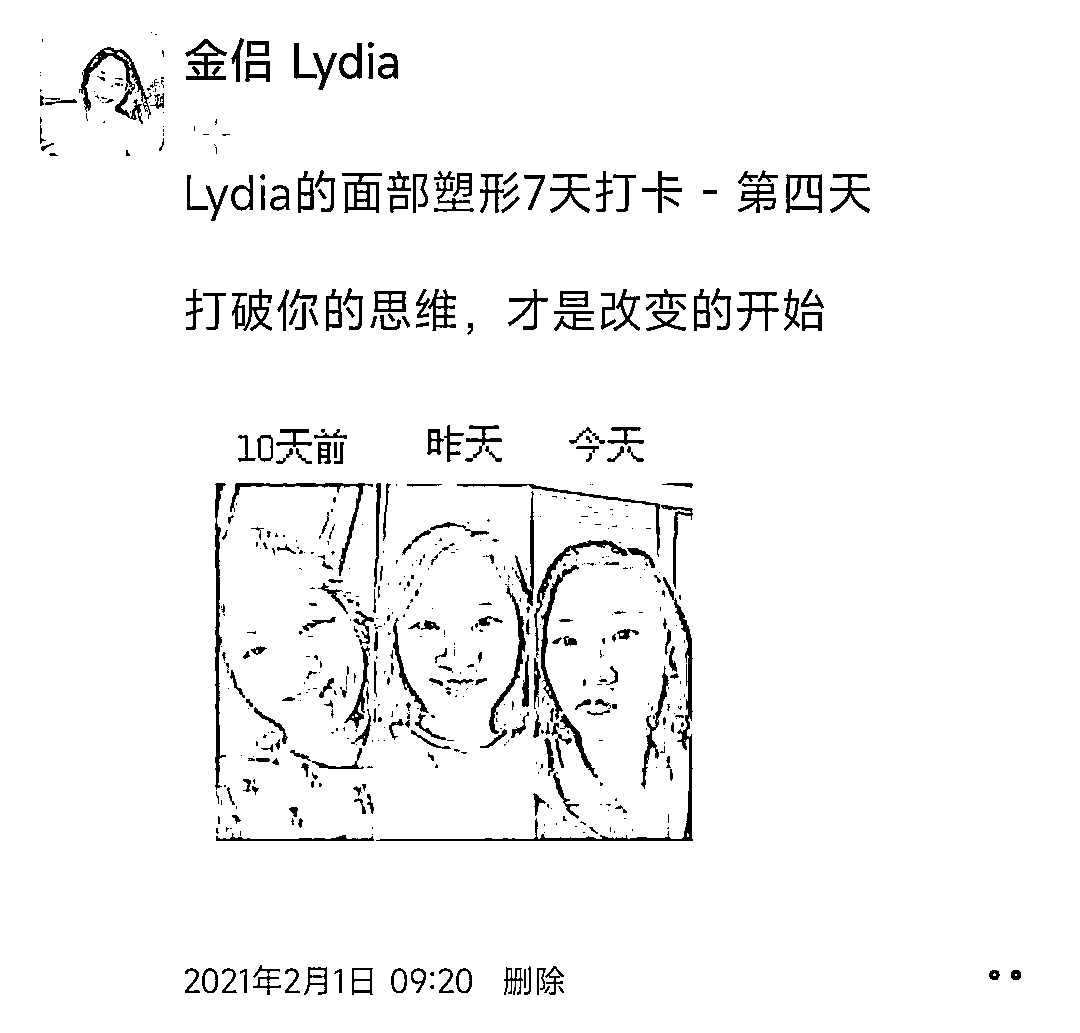 金侣 Lydia
Lydia的面部塑形7天打卡 - 第四天
打破你的思维，才是改变的开始
10天前 昨天 今天
2021年2月1日 09:20 删除